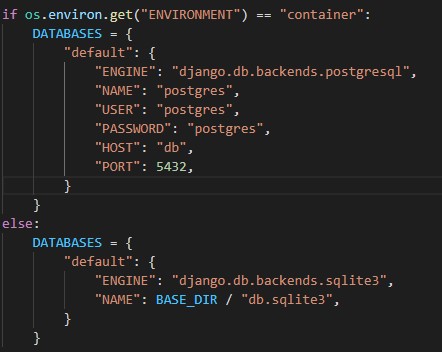 if os.environ.get("ENVIRONMENT") == "container":
    DATABASES = {
        "default": {
            "ENGINE": "django.db.backends.postgresql",
            "NAME": "postgres",
            "USER": "postgres",
            "PASSWORD": "postgres",
            "HOST": "db",
            "PORT": 5432,
        }
    }
else:
    DATABASES = {
        "default": {
            "ENGINE": "django.db.backends.sqlite3",
            "NAME": BASE_DIR / "db.sqlite3",
        }
    }